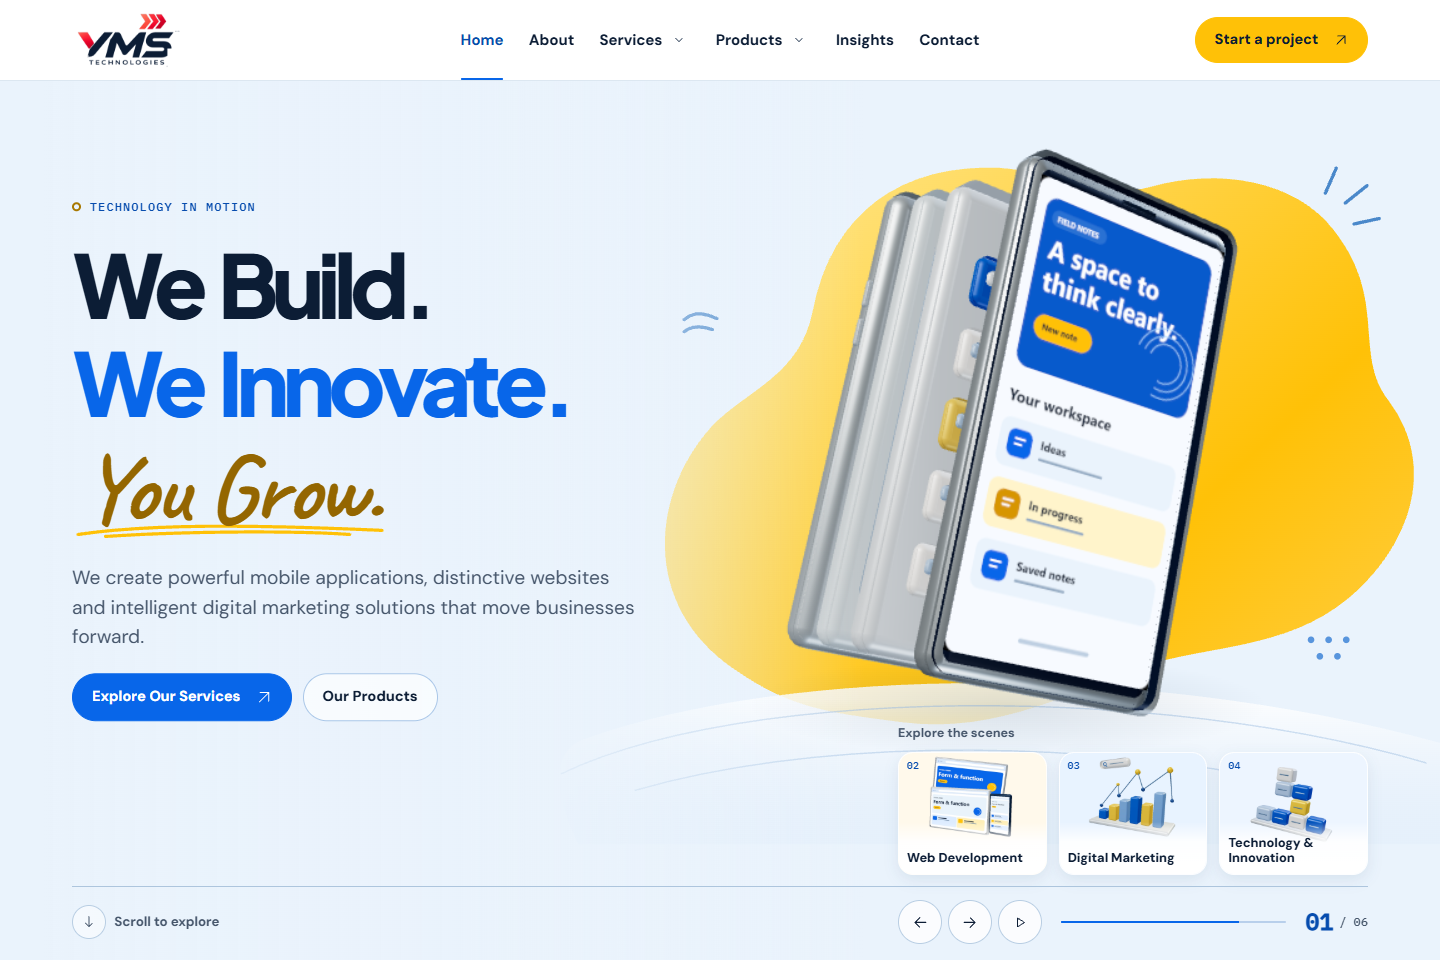 VMS
TECHNOLOGIES
Home
About
Services
Products
Insights
Contact
Start a project
TECHNOLOGY IN MOTION
We Build.
We Innovate.
You Grow.
We create powerful mobile applications, distinctive websites
and intelligent digital marketing solutions that move businesses
forward.
Explore Our Services
Our Products
FIELD NOTES
A space to
think clearly.
New note
Your workspace
Ideas
In progress
Saved notes
Explore the scenes
02
Form & function
Form & function
Web Development
03
Digital Marketing
04
Technology &
Innovation
Scroll to explore
01 / 06